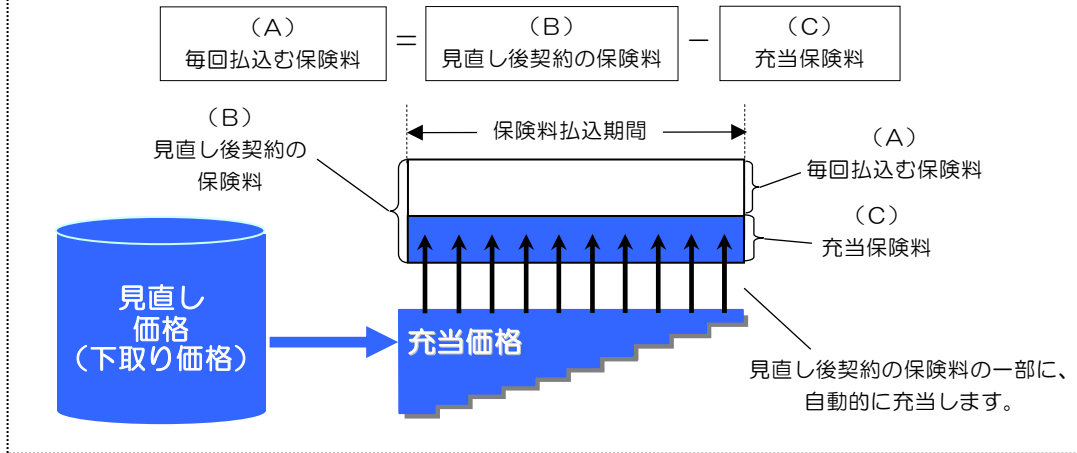 （A）
毎回払込む保険料
＝
（B）
見直し後契約の保険料
－
（C）
充当保険料
（B）
見直し後契約の
保険料
保険料払込期間
（A）
毎回払込む保険料
（C）
充当保険料
見直し
価格
（下取り価格）
充当価格
見直し後契約の保険料の一部に、
自動的に充当します。